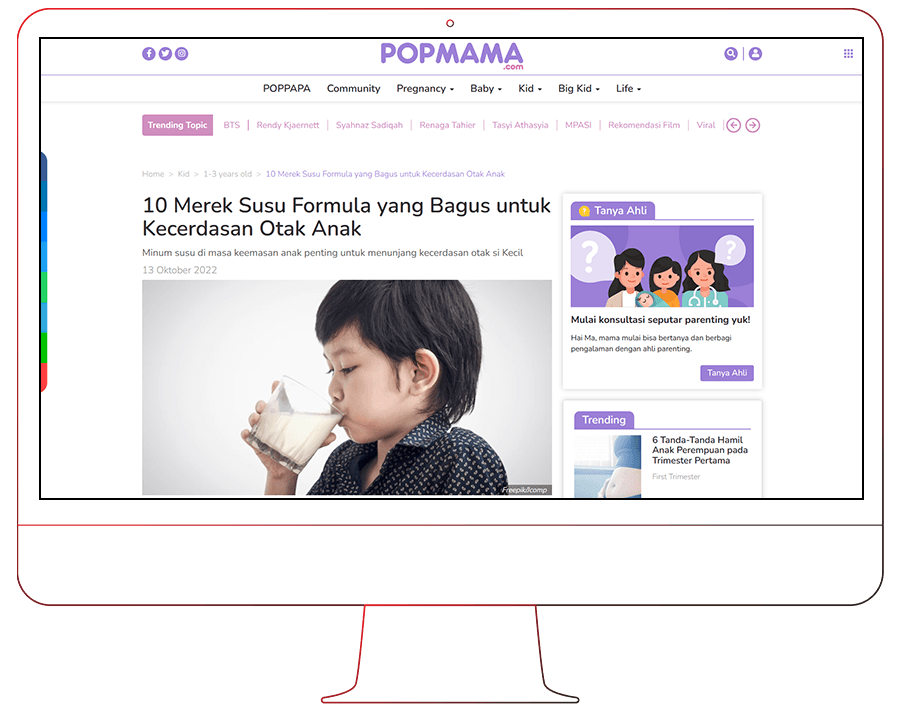 POPMAMA
.com
POPPAPA Community Pregnancy Baby Kid Big Kid Life
Trending Topic BTS | Rendy Kjaernett | Syahnaz Sadiqah | Renaga Tahier | Tasyi Athasyia | MPASI | Rekomendasi Film | Viral
Home > Kid > 1-3 years old > 10 Merek Susu Formula yang Bagus untuk Kecerdasan Otak Anak
10 Merek Susu Formula yang Bagus untuk
Kecerdasan Otak Anak
Minum susu di masa keemasan anak penting untuk menunjang kecerdasan otak si Kecil
13 Oktober 2022
Freepik/lcomp
Tanya Ahli
Mulai konsultasi seputar parenting yuk!
Hai Ma, mama mulai bisa bertanya dan berbagi
pengalaman dengan ahli parenting.
Tanya Ahli
Trending
6 Tanda-Tanda Hamil
Anak Perempuan pada
Trimester Pertama
First Trimester